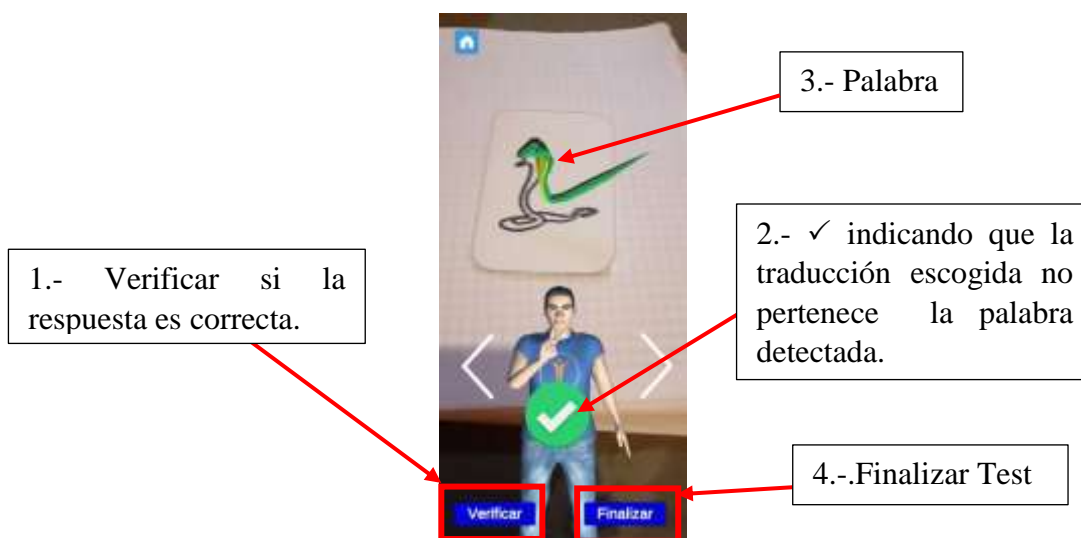 3.- Palabra
2.- ✓ indicando que la
traducción escogida no
pertenece la palabra
detectada.
1.- Verificar si la
respuesta es correcta.
4.-.Finalizar Test
Verificar
Finalizar